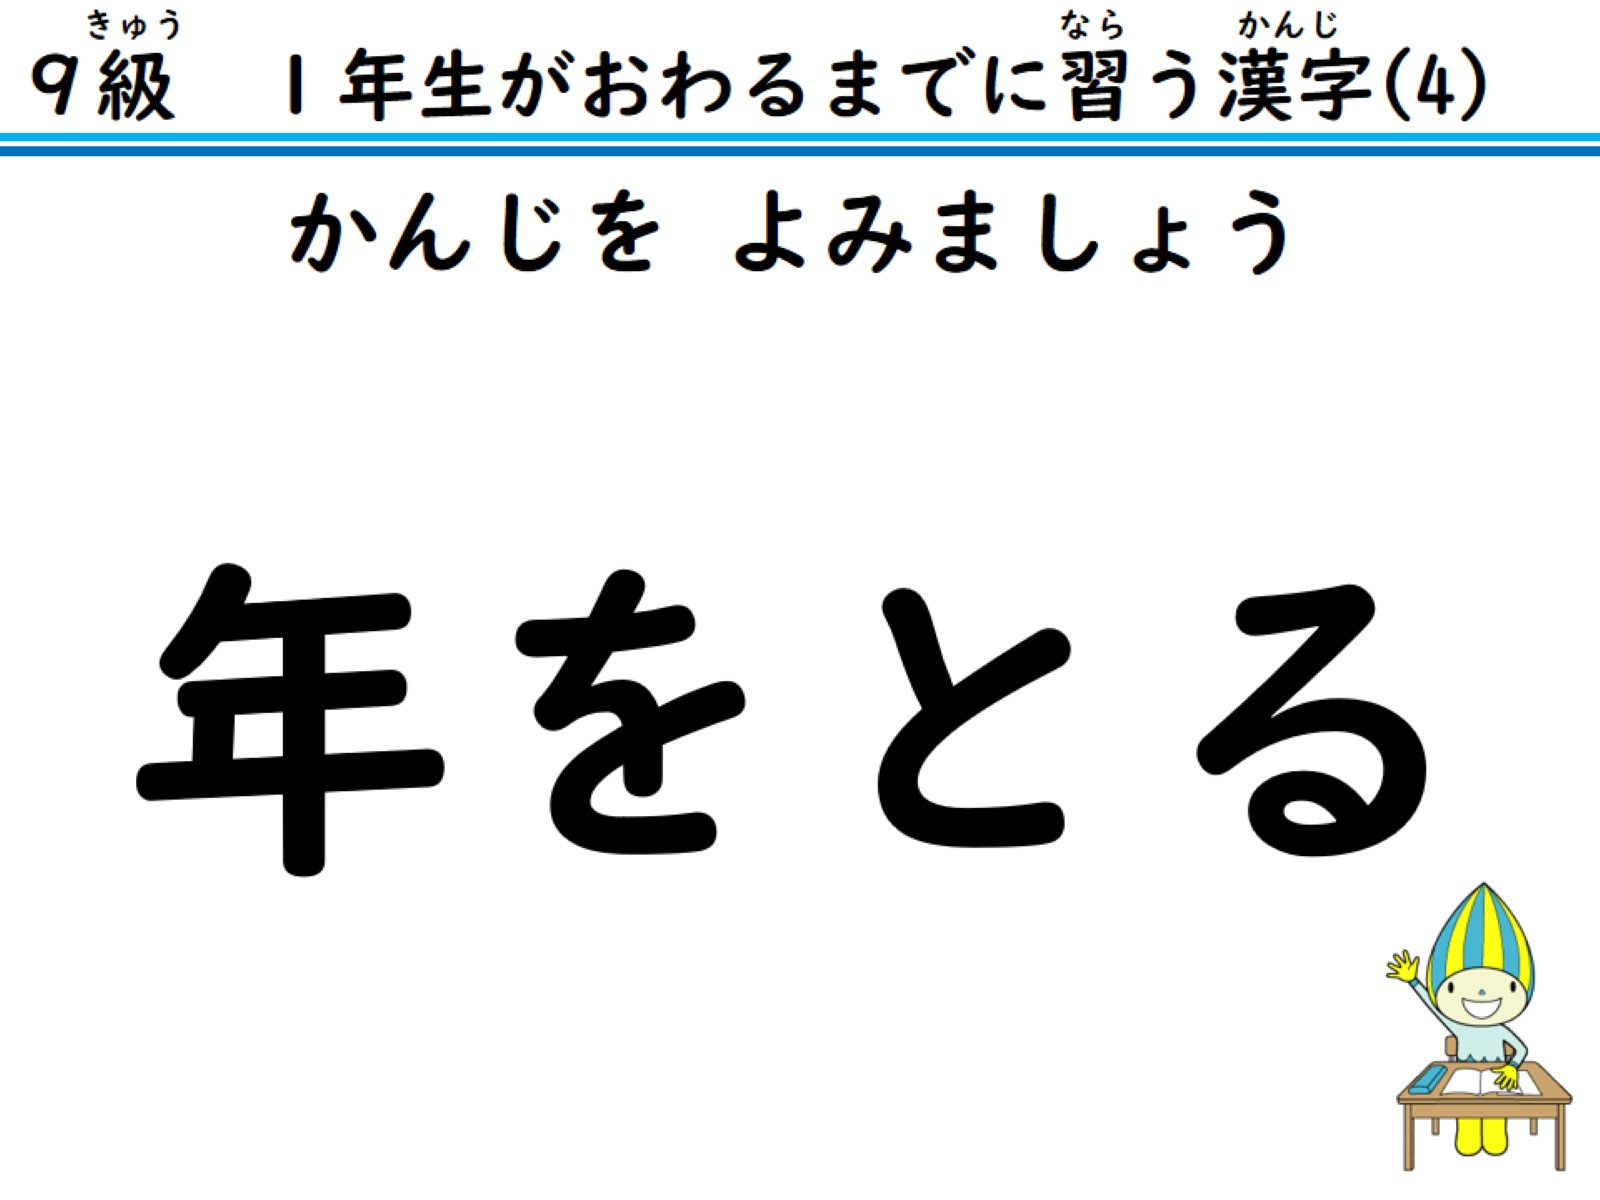 きゅう なら かんじ
9級 1年生がおわるまでに習う漢字(4)
かんじを よみましょう
年をとる